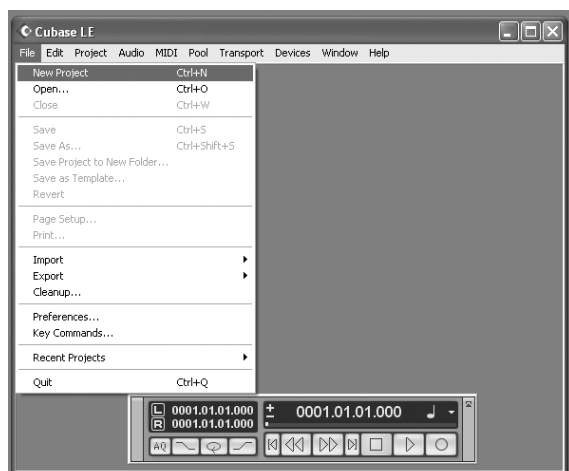 Cubase LE
File Edit Project Audio MIDI Pool Transport Devices Window Help
New Project Ctrl+N
Open... Ctrl+O
Close Ctrl+W
Save Ctrl+S
Save As... Ctrl+Shift+S
Save Project to New Folder...
Save as Template...
Revert
Page Setup...
Print...
Import
Export
Cleanup...
Preferences...
Key Commands...
Recent Projects
Quit Ctrl+Q
L 0001.01.01.000 0001.01.01.000
R 0001.01.01.000
AQ